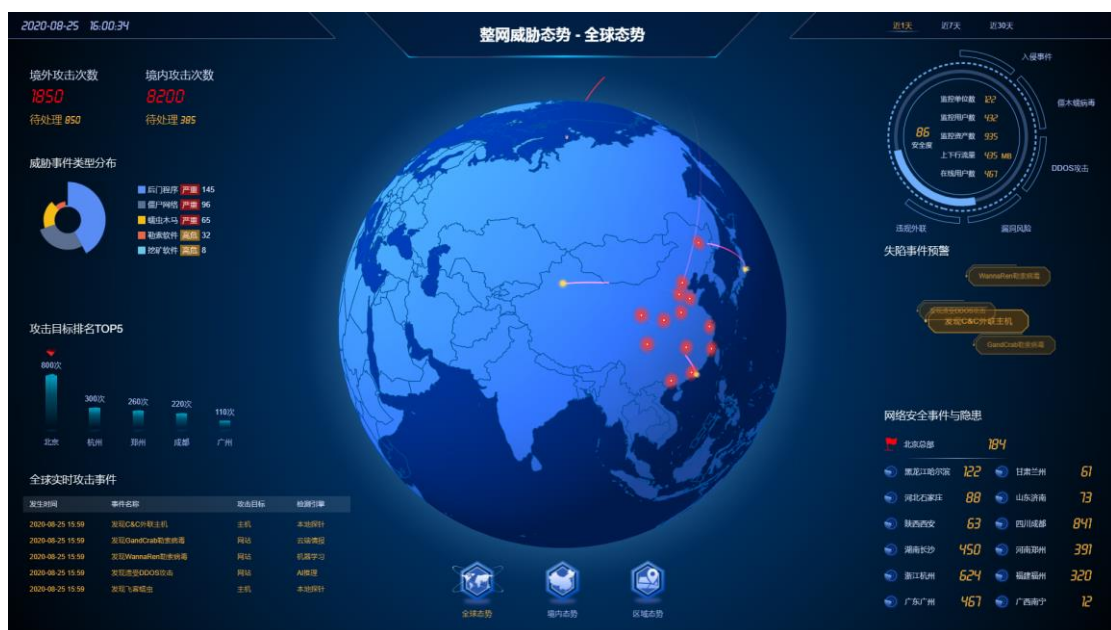 2020-08-25 16:00:34
整网威胁态势 - 全球态势
近1天 近7天 近30天
境外攻击次数 境内攻击次数
1850 8200
待处理 850 待处理 385
威胁事件类型分布
后门程序 严重 145
僵尸网络 严重 96
蠕虫木马 严重 65
勒索软件 高危 32
挖矿软件 高危 8
攻击目标排名TOP5
800次 300次 260次 220次 110次
北京 杭州 郑州 成都 广州
全球实时攻击事件
发生时间 事件名称 攻击目标 检测引擎
2020-08-25 15:59 发现C&C外联主机 主机 本地探针
2020-08-25 15:59 发现GandCrab勒索病毒 网站 云端情报
2020-08-25 15:59 发现WannaRen勒索病毒 网站 机器学习
2020-08-25 15:59 发现遭受DDOS攻击 网站 AI推理
2020-08-25 15:59 发现飞客蠕虫 主机 本地探针
全球态势 境内态势 区域态势
入侵事件
僵木蠕病毒
DDOS攻击
漏洞风险
违规外联
86
安全度
监控单位数 122
监控用户数 432
监控资产数 935
上下行流量 435 MB
在线用户数 467
失陷事件预警
WannaRen勒索病毒
发现遭受DDOS攻击
发现C&C外联主机
GandCrab勒索病毒
网络安全事件与隐患
北京总部 184
黑龙江哈尔滨 122 甘肃兰州 61
河北石家庄 88 山东济南 73
陕西西安 63 四川成都 841
湖南长沙 450 河南郑州 391
浙江杭州 624 福建福州 320
广东广州 467 广西南宁 12